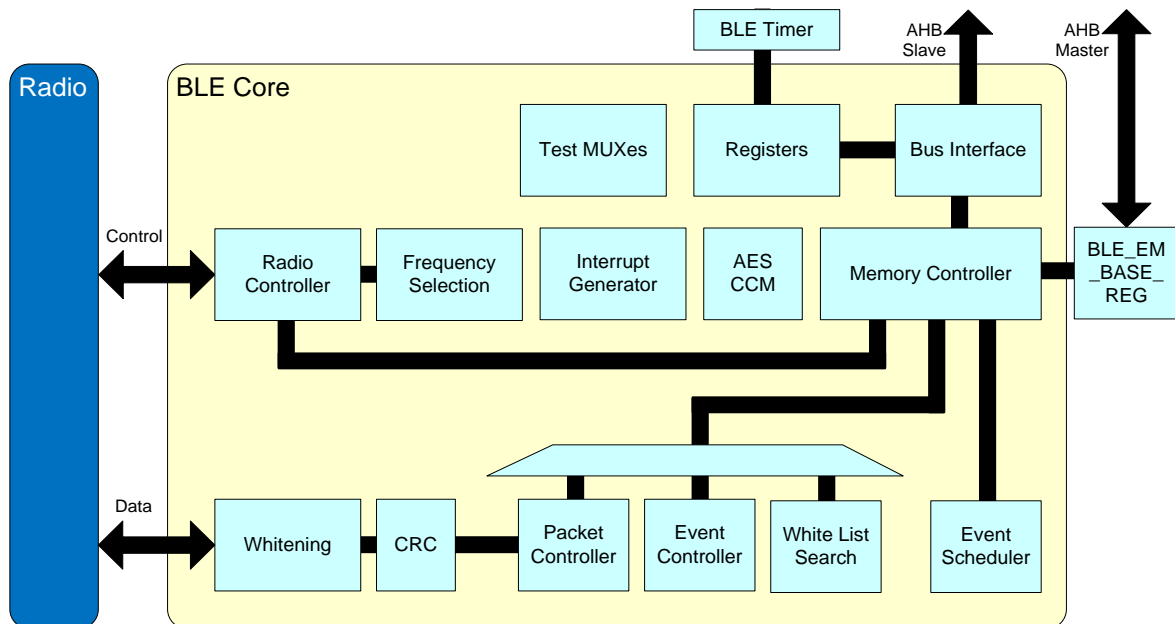 BLE Timer
AHB
Slave
AHB
Master
Radio
BLE Core
Test MUXes
Registers
Bus Interface
Control
Radio
Controller
Frequency
Selection
Interrupt
Generator
AES
CCM
Memory Controller
BLE_EM
_BASE_
REG
Data
Whitening
CRC
Packet
Controller
Event
Controller
White List
Search
Event
Scheduler